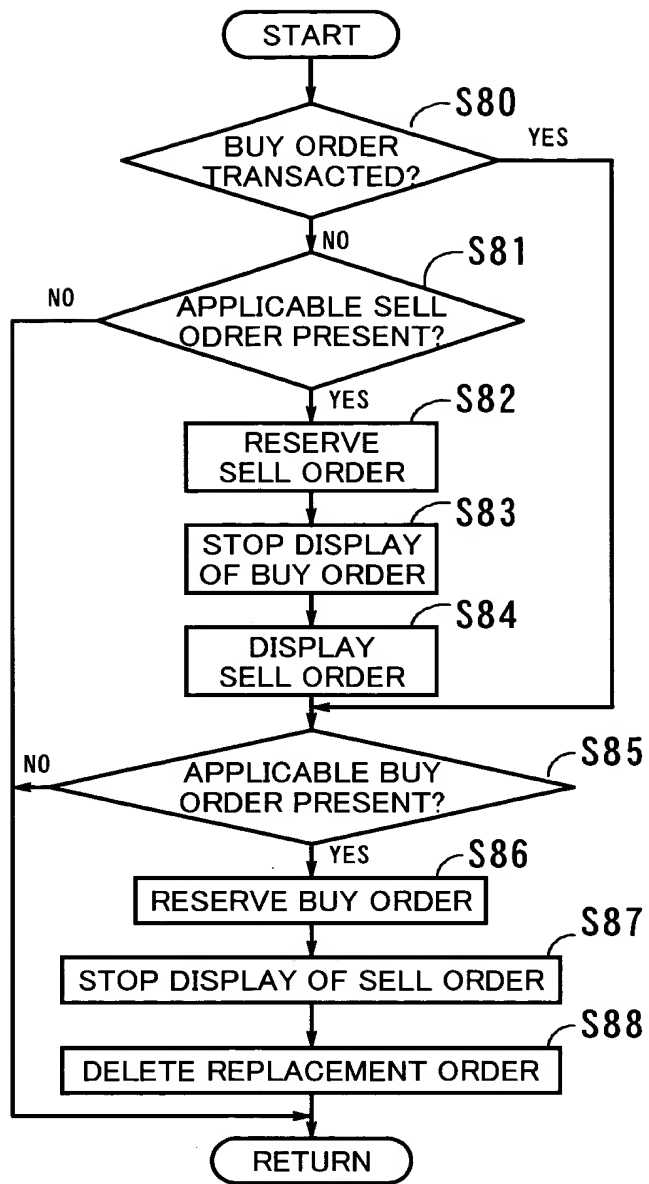 START
S80
BUY ORDER
TRANSACTED?
YES
NO
S81
NO
APPLICABLE SELL
ODRER PRESENT?
YES
S82
RESERVE
SELL ORDER
S83
STOP DISPLAY
OF BUY ORDER
S84
DISPLAY
SELL ORDER
S85
NO
APPLICABLE BUY
ORDER PRESENT?
YES
S86
RESERVE BUY ORDER
S87
STOP DISPLAY OF SELL ORDER
S88
DELETE REPLACEMENT ORDER
RETURN